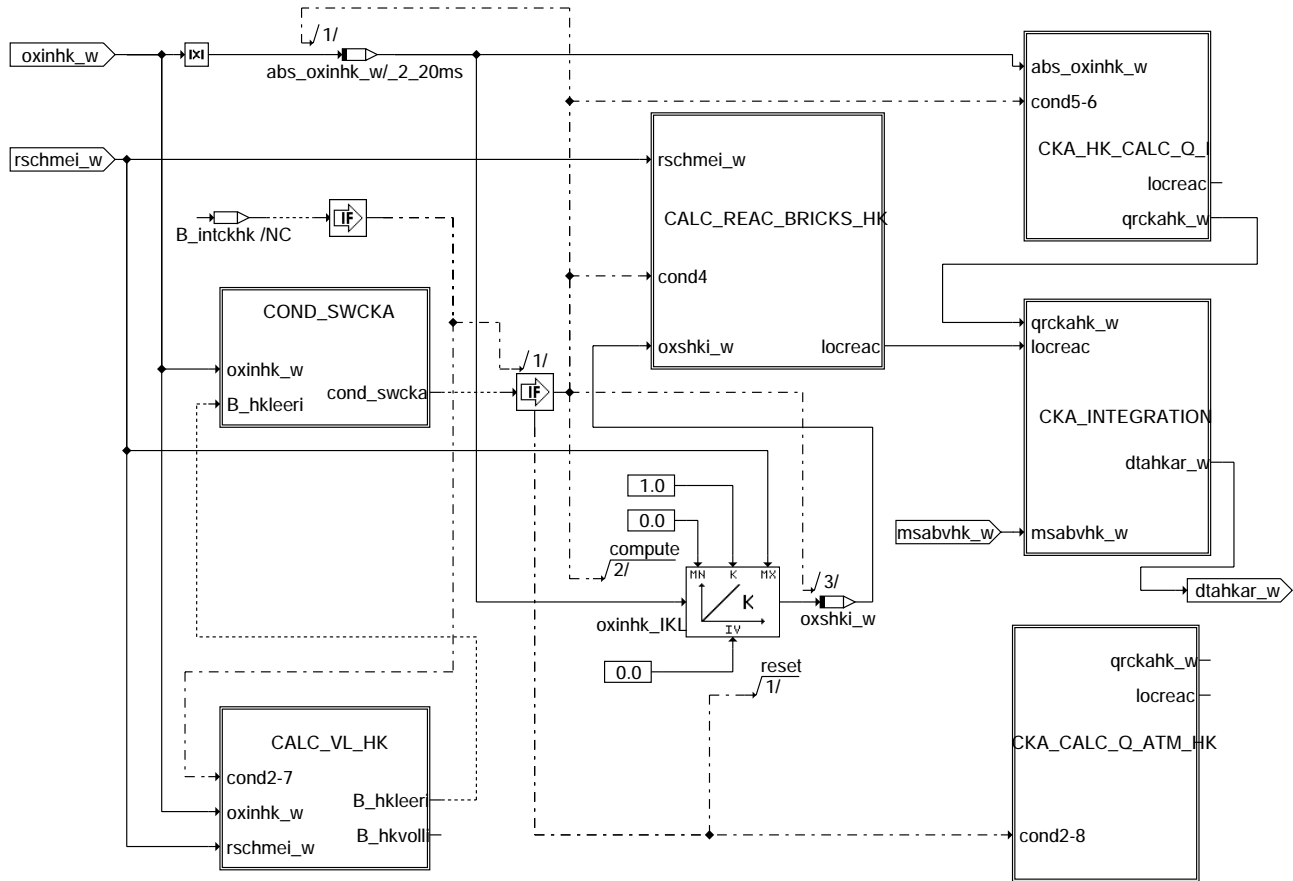 /1/
oxinhk_w
|x|
abs_oxinhk_w/_2_20ms
abs_oxinhk_w
cond5-6
CKA_HK_CALC_Q_I
locreac
qrckahk_w
rschmei_w
rschmei_w
CALC_REAC_BRICKS_HK
cond4
oxshki_w
locreac
B_intckhk /NC
IF
COND_SWCKA
oxinhk_w
cond_swcka
B_hkleeri
/1/
IF
qrckahk_w
locreac
CKA_INTEGRATION
dtahkar_w
msabvhk_w
msabvhk_w
dtahkar_w
1.0
0.0
compute
2/
MN
K
MX
K
IV
oxinhk_IKL
/3/
oxshki_w
0.0
reset
1/
CALC_VL_HK
cond2-7
B_hkleeri
oxinhk_w
B_hkvolli
rschmei_w
qrckahk_w
locreac
CKA_CALC_Q_ATM_HK
cond2-8